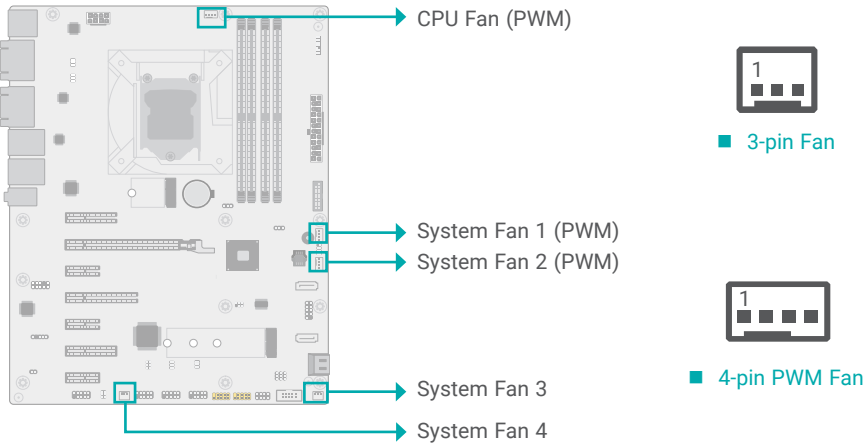 CPU Fan (PWM)
1
3-pin Fan
System Fan 1 (PWM)
System Fan 2 (PWM)
1
4-pin PWM Fan
System Fan 3
System Fan 4